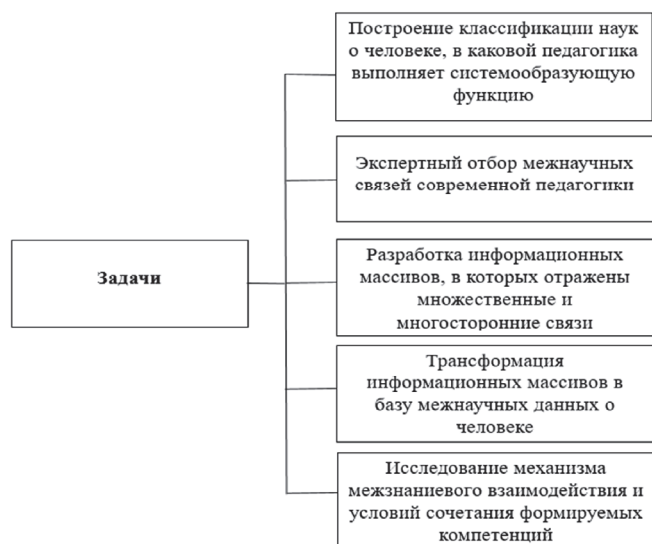 Построение классификации наук
о человеке, в каковой педагогика
выполняет системообразующую
функцию
Экспертный отбор межнаучных
связей современной педагогики
Задачи
Разработка информационных
массивов, в которых отражены
множественные и
многосторонние связи
Трансформация
информационных массивов в
базу межнаучных данных о
человеке
Исследование механизма
межзнаниевого взаимодействия и
условий сочетания формируемых
компетенций